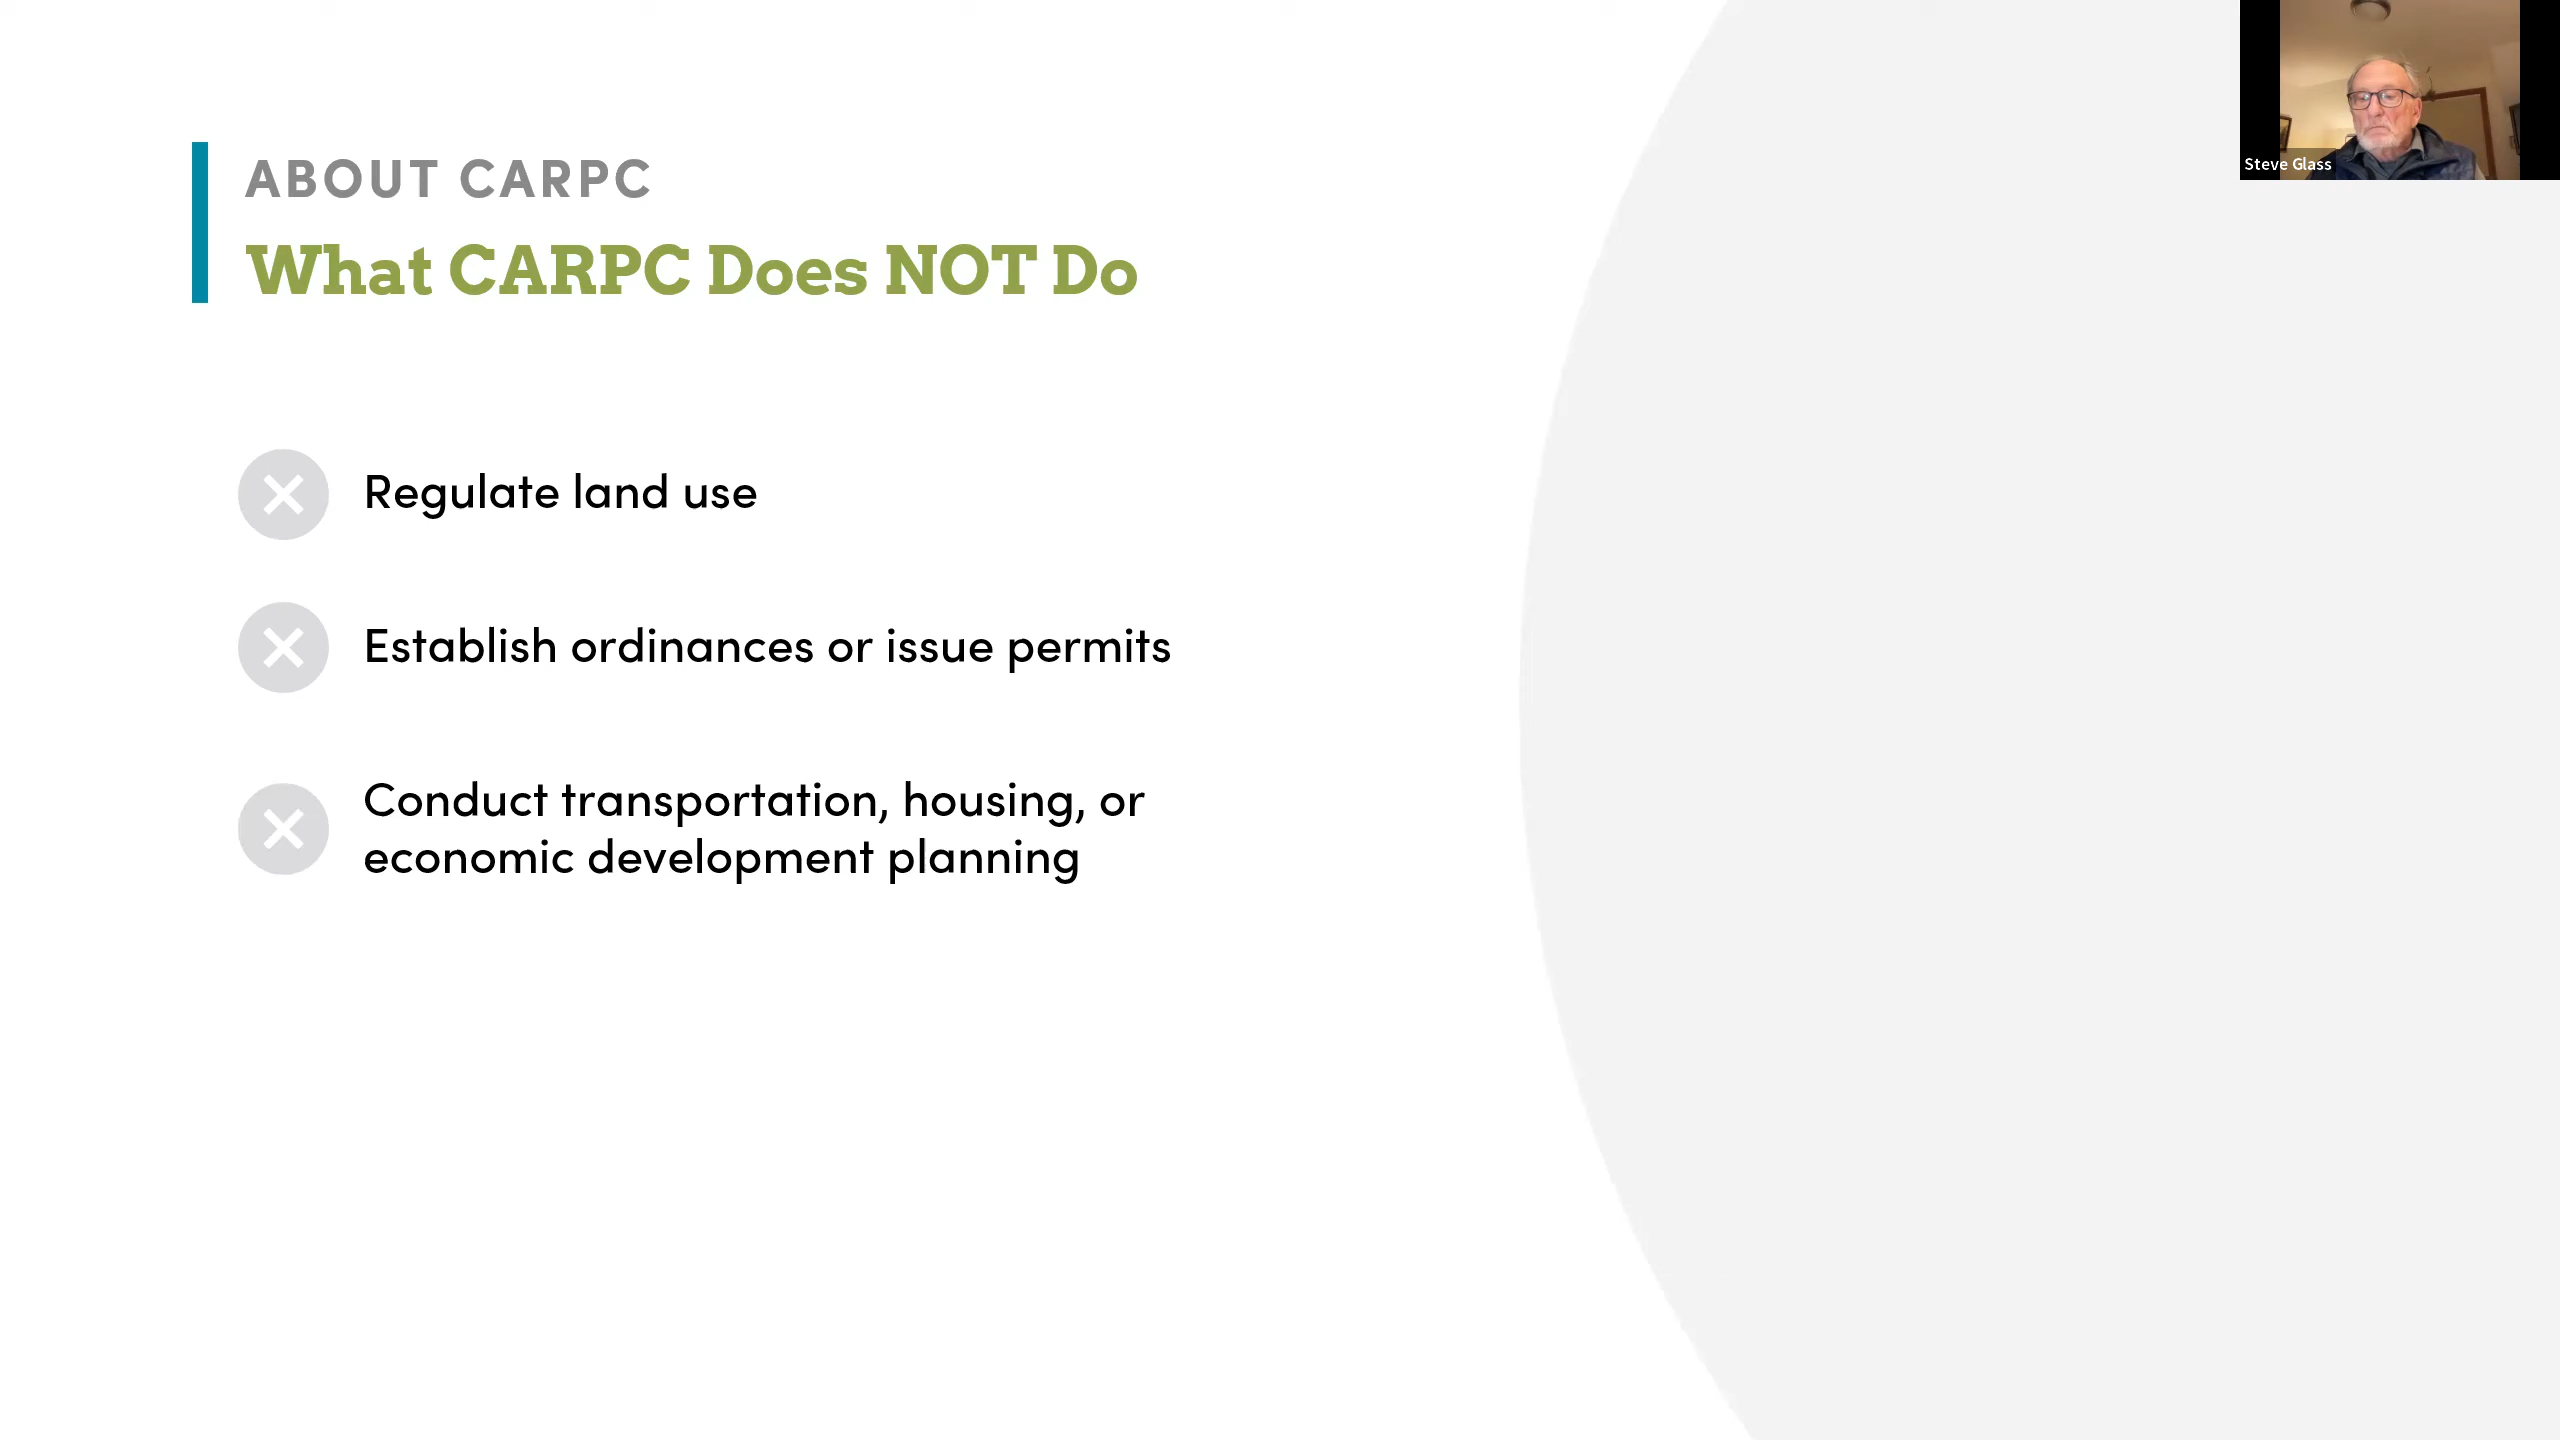 ABOUT CARPC
What CARPC Does NOT Do
Regulate land use
Establish ordinances or issue permits
Conduct transportation, housing, or
economic development planning
Steve Glass